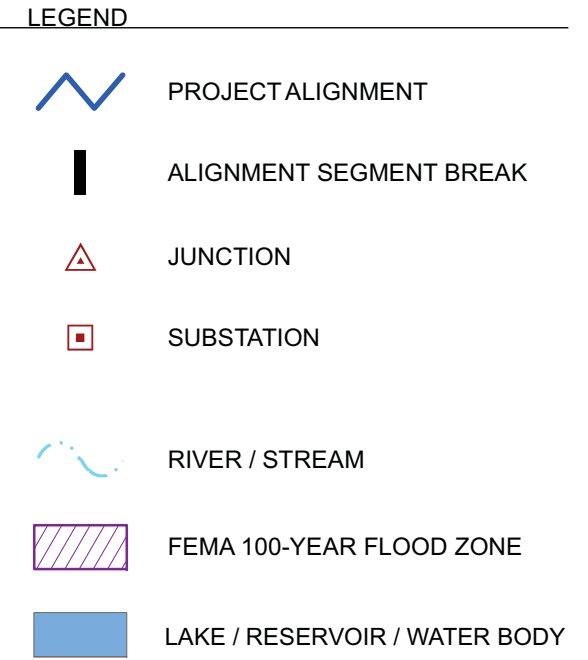 LEGEND
PROJECT ALIGNMENT
ALIGNMENT SEGMENT BREAK
JUNCTION
SUBSTATION
RIVER / STREAM
FEMA 100-YEAR FLOOD ZONE
LAKE / RESERVOIR / WATER BODY